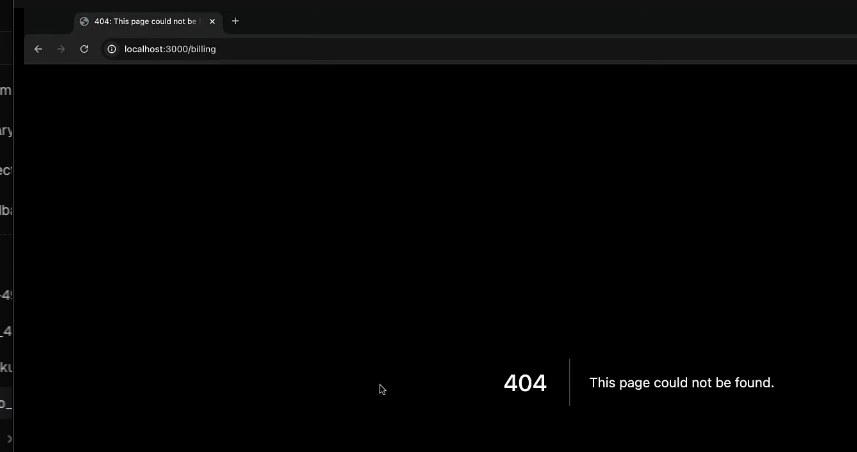 404: This page could not be
localhost:3000/billing
404
This page could not be found.